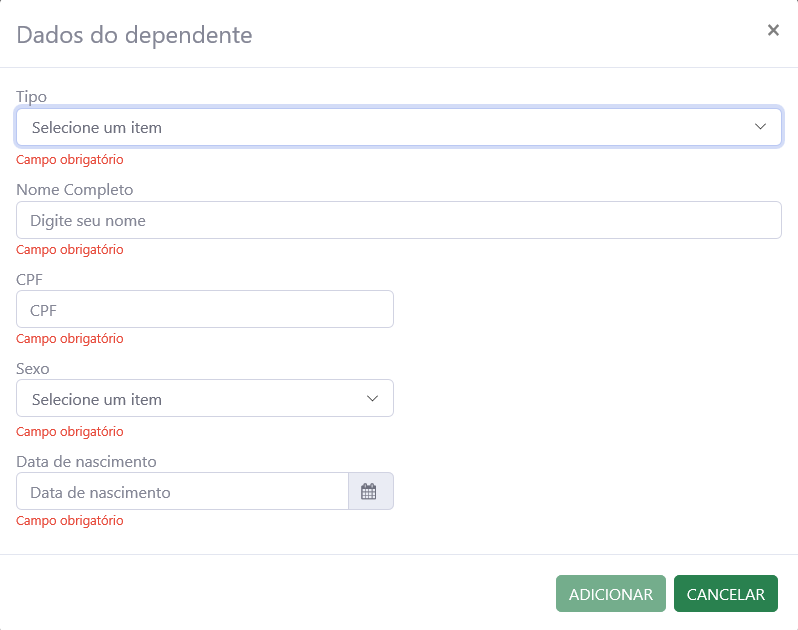 Dados do dependente
×
Tipo
Selecione um item
Campo obrigatório
Nome Completo
Digite seu nome
Campo obrigatório
CPF
CPF
Campo obrigatório
Sexo
Selecione um item
Campo obrigatório
Data de nascimento
Data de nascimento
Campo obrigatório
ADICIONAR CANCELAR